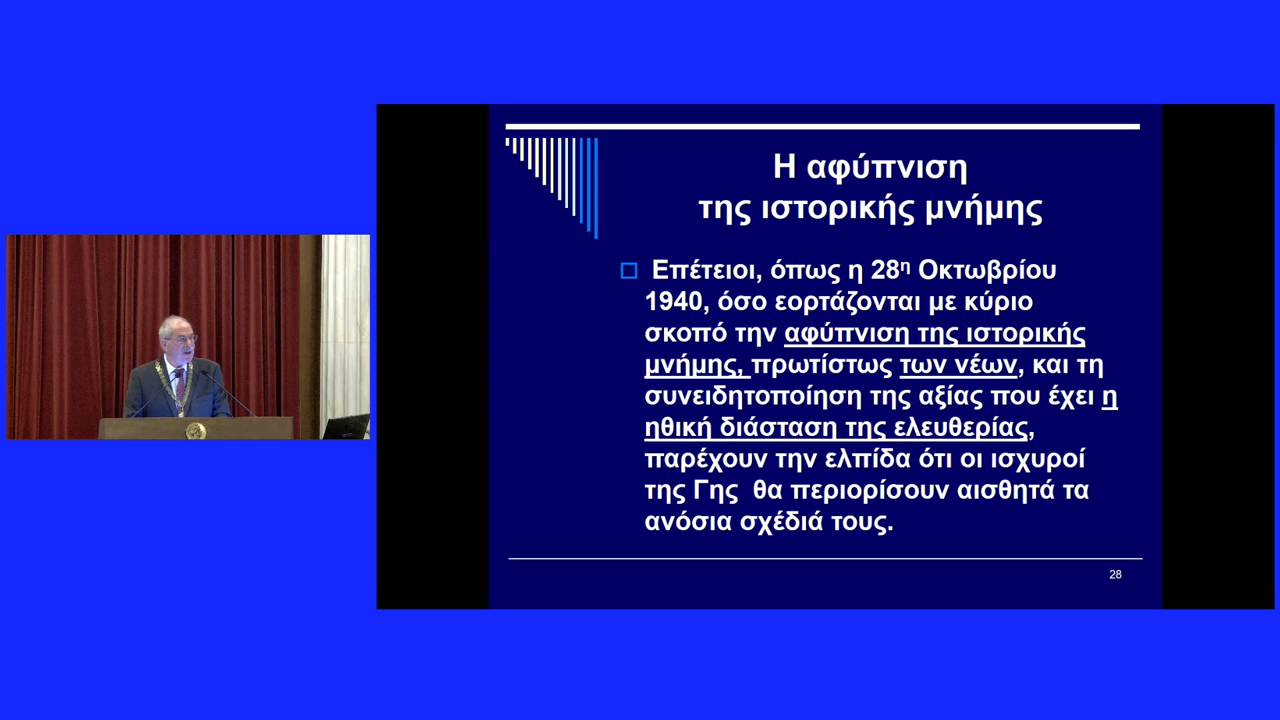 Η αφύπνιση
της ιστορικής μνήμης
Επέτειοι, όπως η 28η Οκτωβρίου
1940, όσο εορτάζονται με κύριο
σκοπό την αφύπνιση της ιστορικής
μνήμης, πρωτίστως των νέων, και τη
συνειδητοποίηση της αξίας που έχει η
ηθική διάσταση της ελευθερίας,
παρέχουν την ελπίδα ότι οι ισχυροί
της Γης θα περιορίσουν αισθητά τα
ανόσια σχέδιά τους.
28